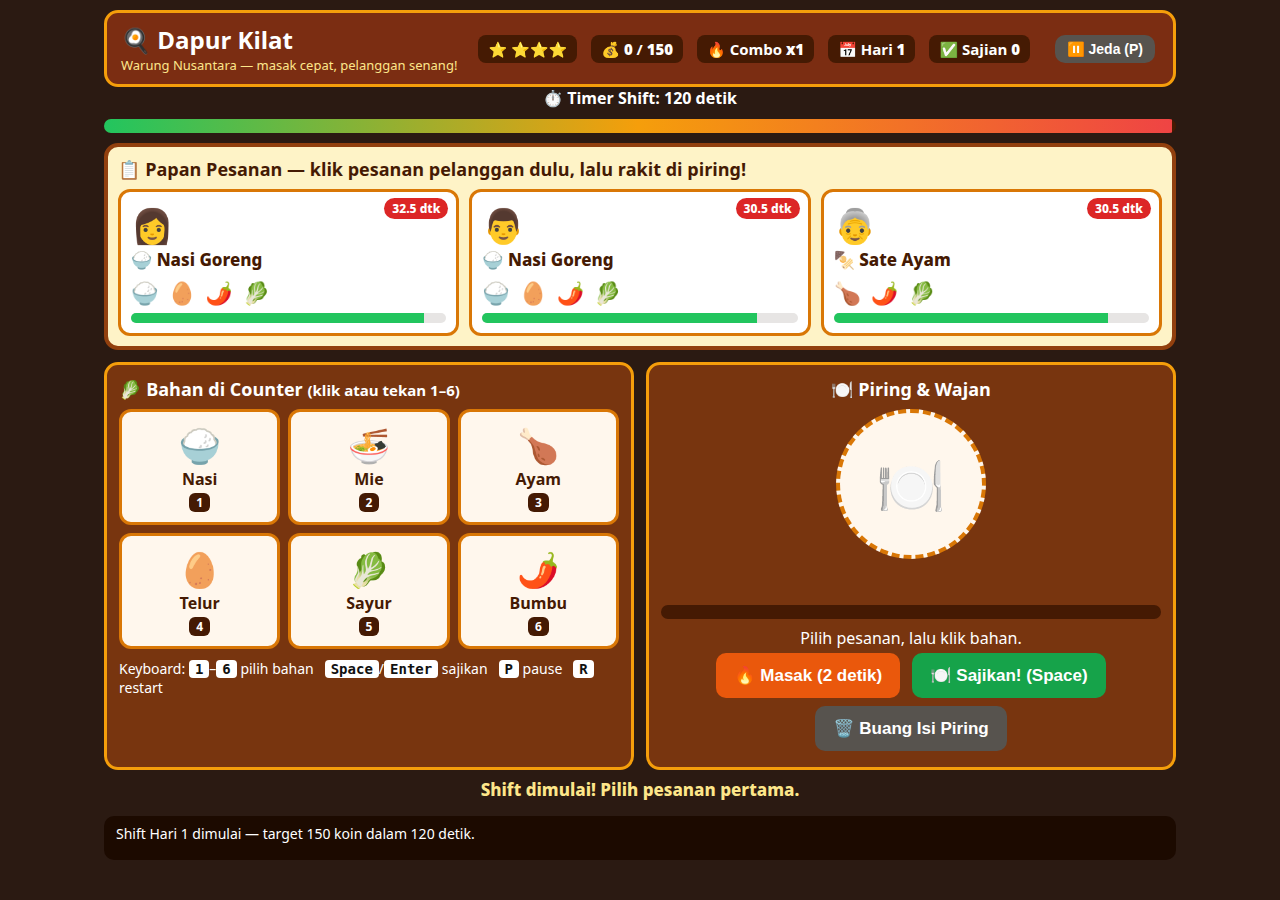 Dapur Kilat
Warung Nusantara — masak cepat, pelanggan senang!
0 / 150
Combo x1
Hari 1
Sajian 0
Jeda (P)
Timer Shift: 120 detik
Papan Pesanan — klik pesanan pelanggan dulu, lalu rakit di piring!
32.5 dtk
Nasi Goreng
30.5 dtk
Nasi Goreng
30.5 dtk
Sate Ayam
Bahan di Counter (klik atau tekan 1–6)
Nasi
1
Mie
2
Ayam
3
Telur
4
Sayur
5
Bumbu
6
Keyboard: 1–6 pilih bahan Space/Enter sajikan P pause R
restart
Piring & Wajan
Pilih pesanan, lalu klik bahan.
Masak (2 detik)
Sajikan! (Space)
Buang Isi Piring
Shift dimulai! Pilih pesanan pertama.
Shift Hari 1 dimulai — target 150 koin dalam 120 detik.